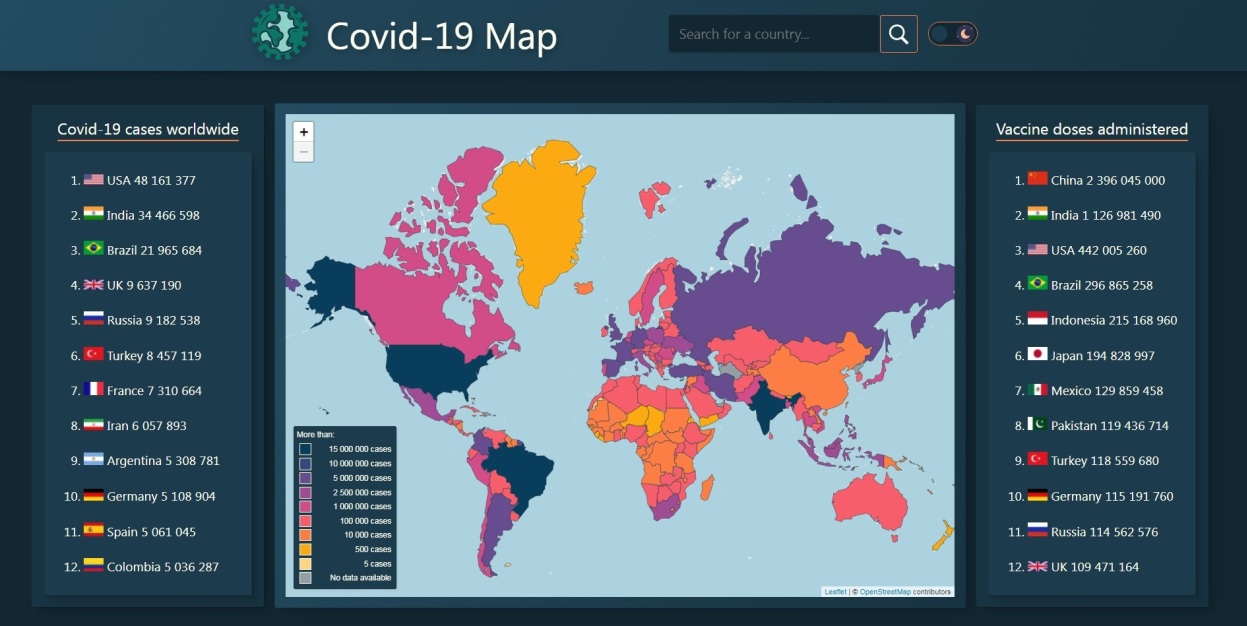 Covid-19 Map
Search for a country...
Covid-19 cases worldwide
1. USA 48 161 377
2. India 34 466 598
3. Brazil 21 965 684
4. UK 9 637 190
5. Russia 9 182 538
6. Turkey 8 457 119
7. France 7 310 664
8. Iran 6 057 893
9. Argentina 5 308 781
10. Germany 5 108 904
11. Spain 5 061 045
12. Colombia 5 036 287
+
−
More than:
15 000 000 cases
10 000 000 cases
5 000 000 cases
2 500 000 cases
1 000 000 cases
100 000 cases
10 000 cases
500 cases
5 cases
No data available
Leaflet | © OpenStreetMap contributors
Vaccine doses administered
1. China 2 396 045 000
2. India 1 126 981 490
3. USA 442 005 260
4. Brazil 296 865 258
5. Indonesia 215 168 960
6. Japan 194 828 997
7. Mexico 129 859 458
8. Pakistan 119 436 714
9. Turkey 118 559 680
10. Germany 115 191 760
11. Russia 114 562 576
12. UK 109 471 164